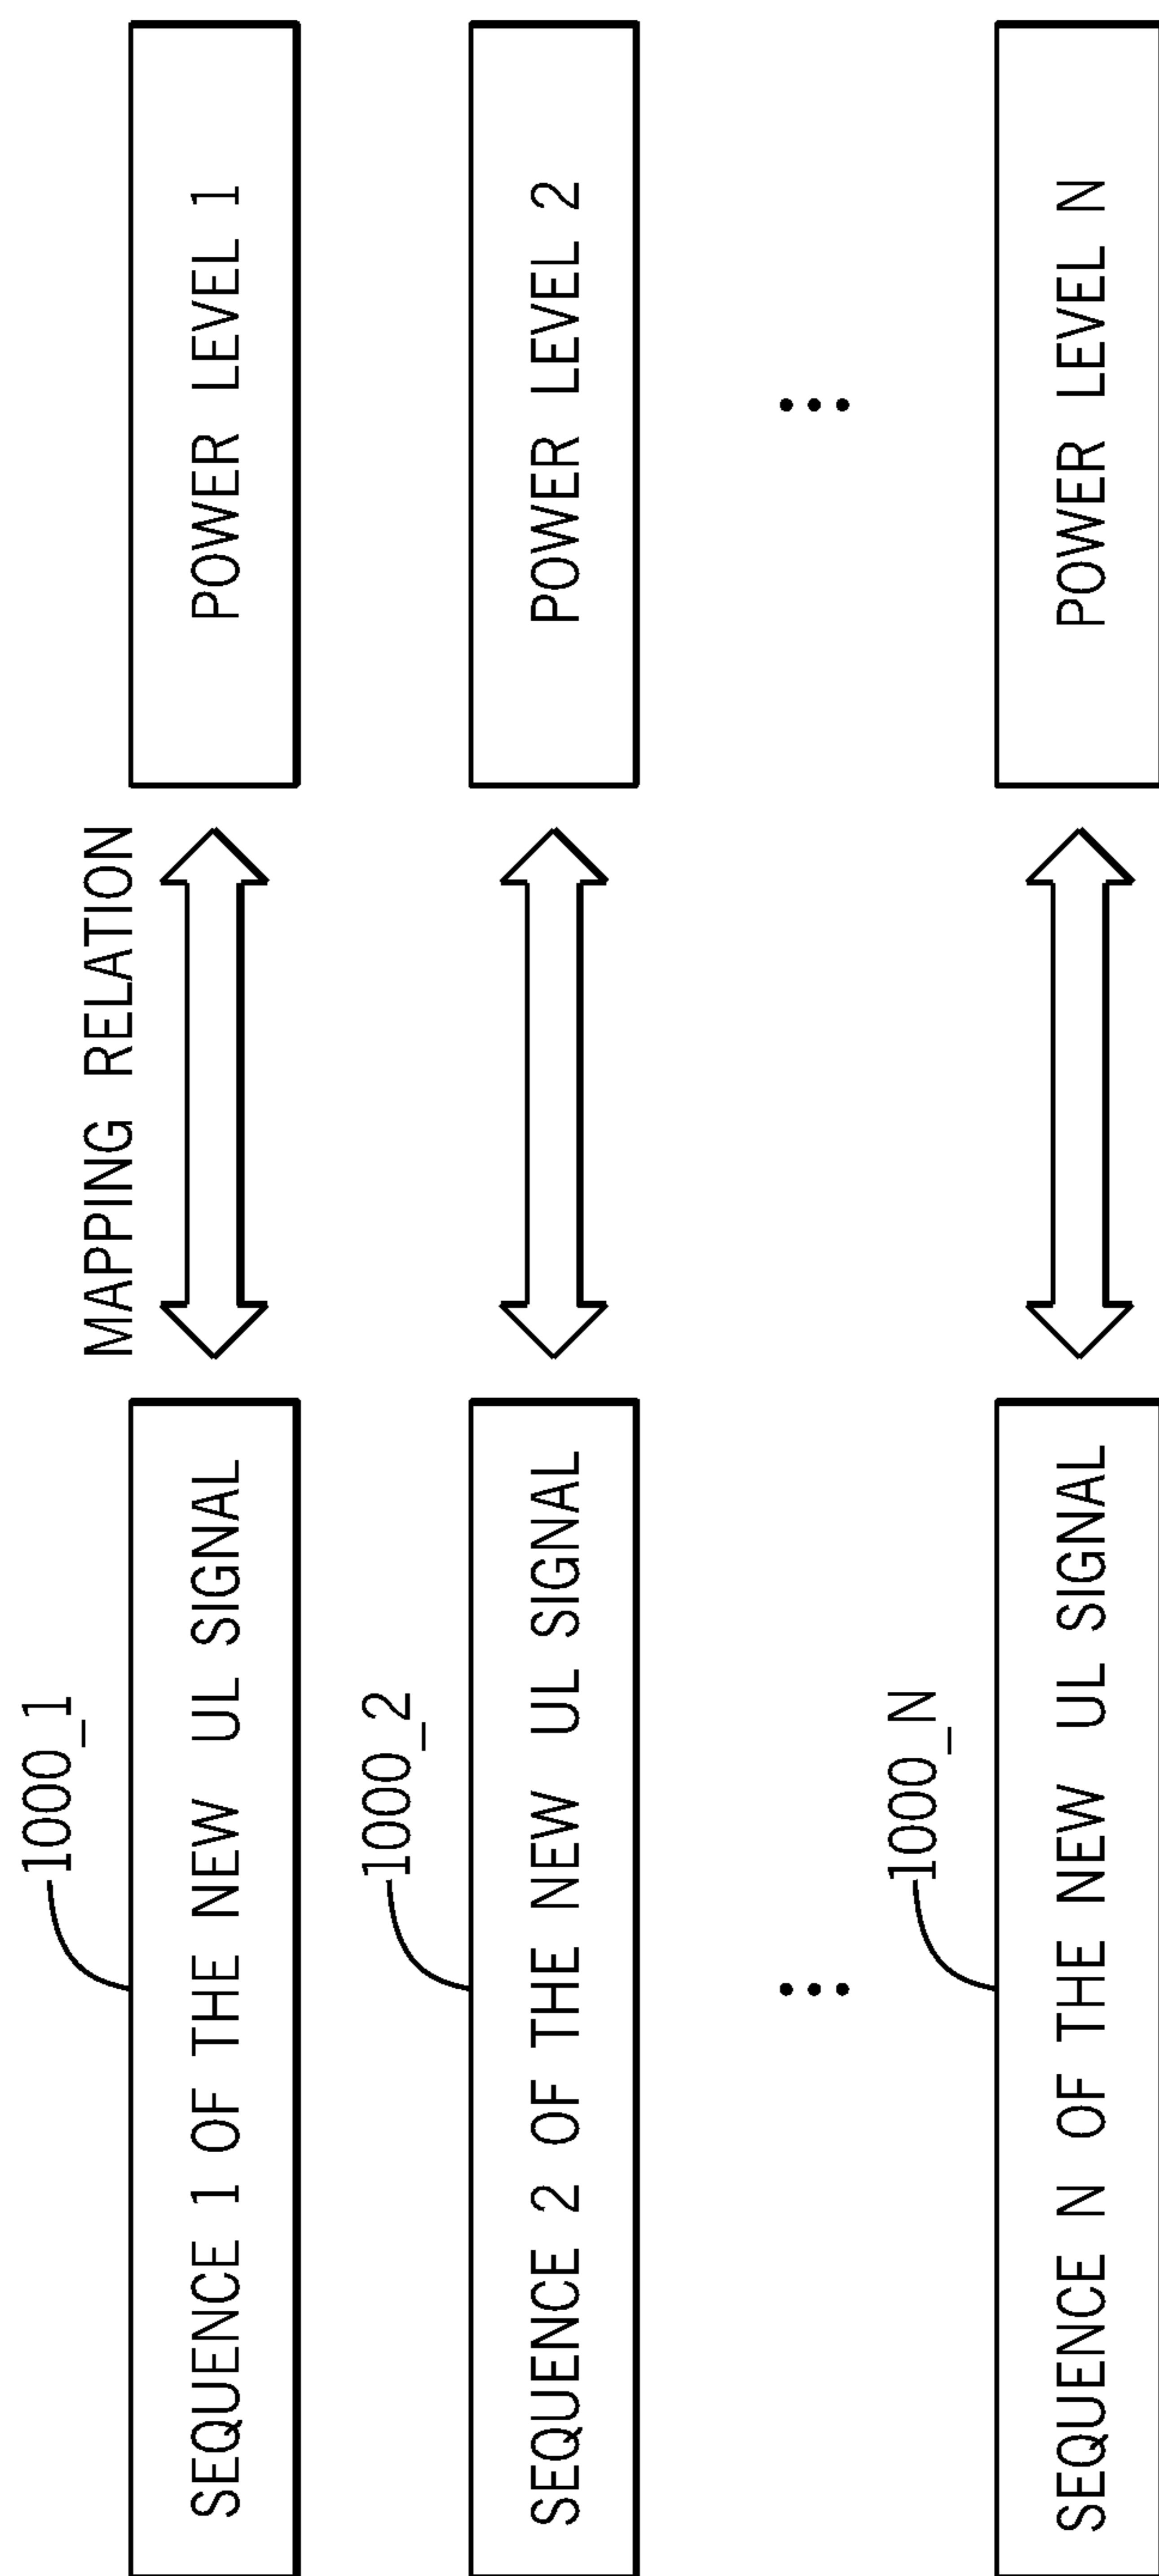 MAPPING RELATION
1000_1
SEQUENCE 1 OF THE NEW UL SIGNAL
POWER LEVEL 1
1000_2
SEQUENCE 2 OF THE NEW UL SIGNAL
POWER LEVEL 2
...
...
1000_N
SEQUENCE N OF THE NEW UL SIGNAL
POWER LEVEL N